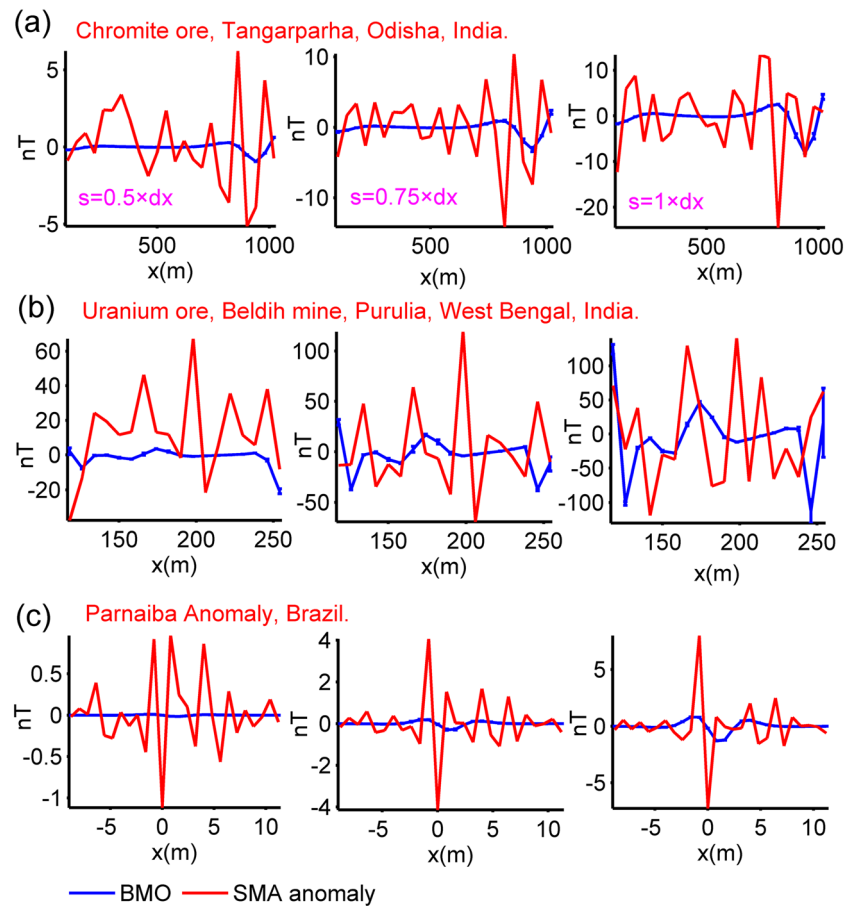 (a)
Chromite ore, Tangarparha, Odisha, India.
nT
5
0
-5
s=0.5×dx
500
1000
x(m)
nT
10
0
-10
s=0.75×dx
500
1000
x(m)
nT
10
0
-10
-20
s=1×dx
500
1000
x(m)
(b)
Uranium ore, Beldih mine, Purulia, West Bengal, India.
nT
60
40
20
0
-20
150
200
250
x(m)
nT
100
50
0
-50
150
200
250
x(m)
nT
100
50
0
-50
-100
150
200
250
x(m)
(c)
Parnaiba Anomaly, Brazil.
nT
0.5
0
-0.5
-1
-5
0
5
10
x(m)
nT
4
2
0
-2
-4
-5
0
5
10
x(m)
nT
5
0
-5
-5
0
5
10
x(m)
BMO
SMA anomaly